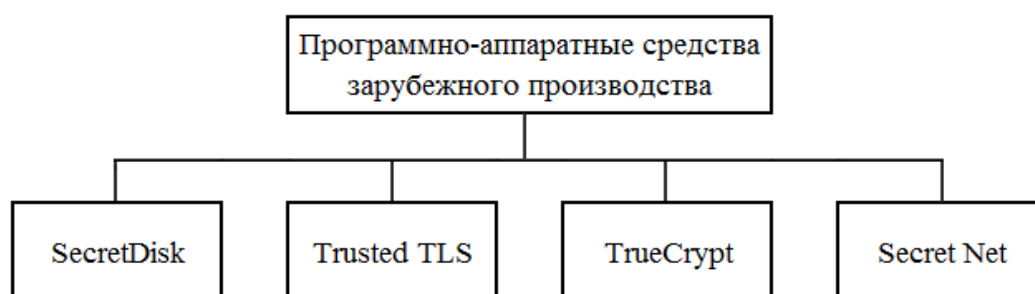 Программно-аппаратные средства
зарубежного производства
SecretDisk
Trusted TLS
TrueCrypt
Secret Net